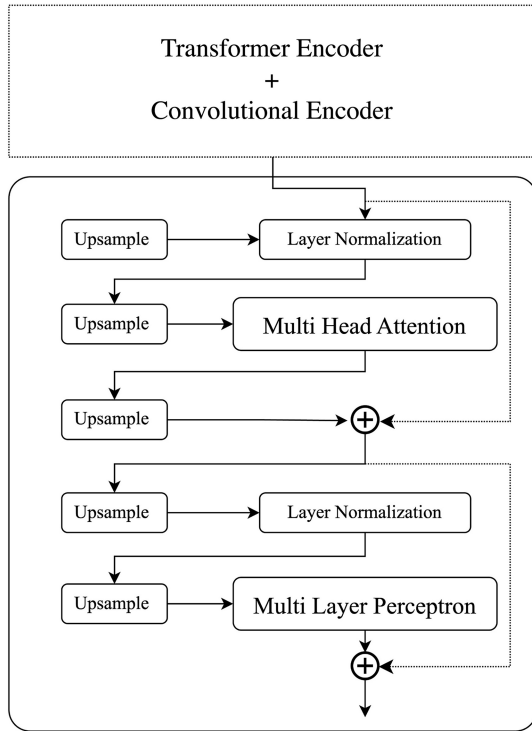 Transformer Encoder
+
Convolutional Encoder
Upsample
Layer Normalization
Upsample
Multi Head Attention
Upsample
Upsample
Layer Normalization
Upsample
Multi Layer Perceptron